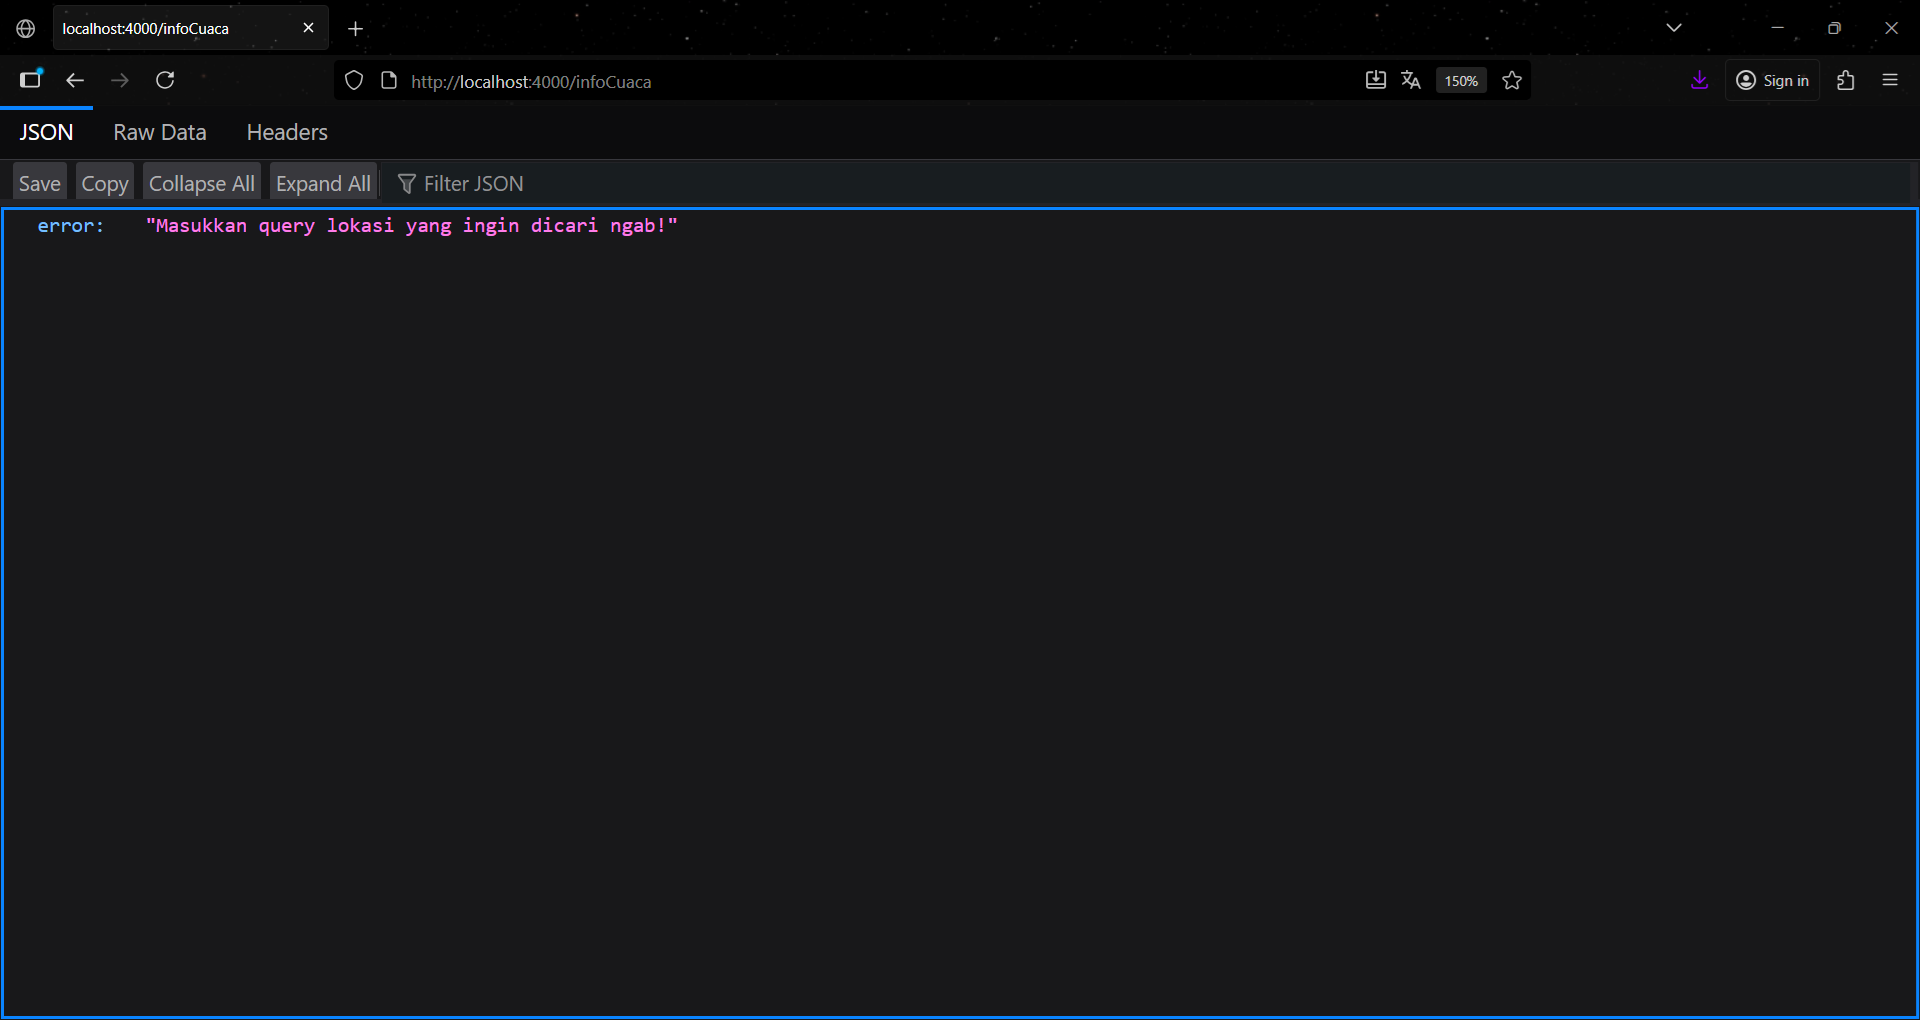 localhost:4000/infoCuaca
http://localhost:4000/infoCuaca
150%
Sign in
JSON Raw Data Headers
Save Copy Collapse All Expand All Filter JSON
error: "Masukkan query lokasi yang ingin dicari ngab!"